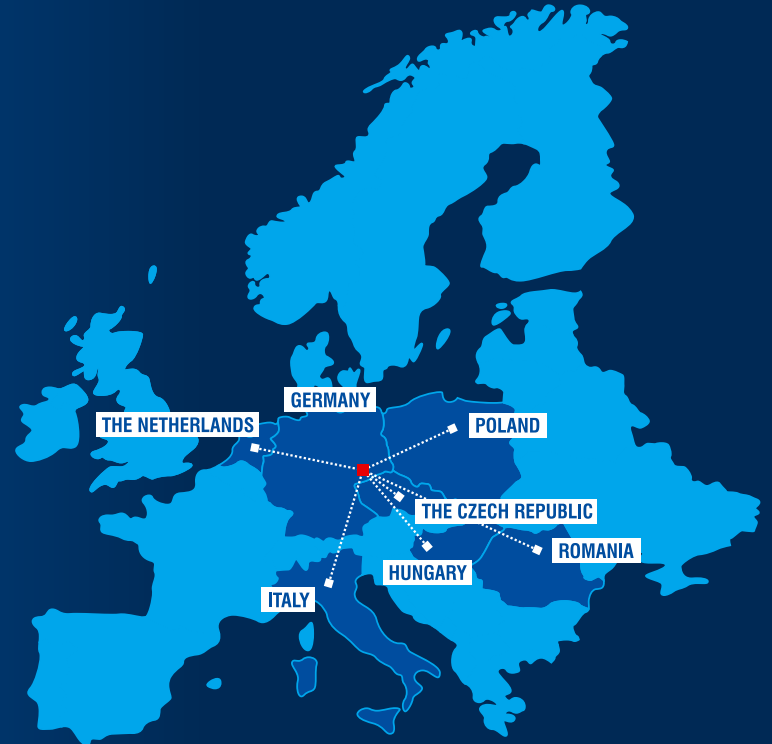 GERMANY
THE NETHERLANDS
POLAND
THE CZECH REPUBLIC
ROMANIA
HUNGARY
ITALY